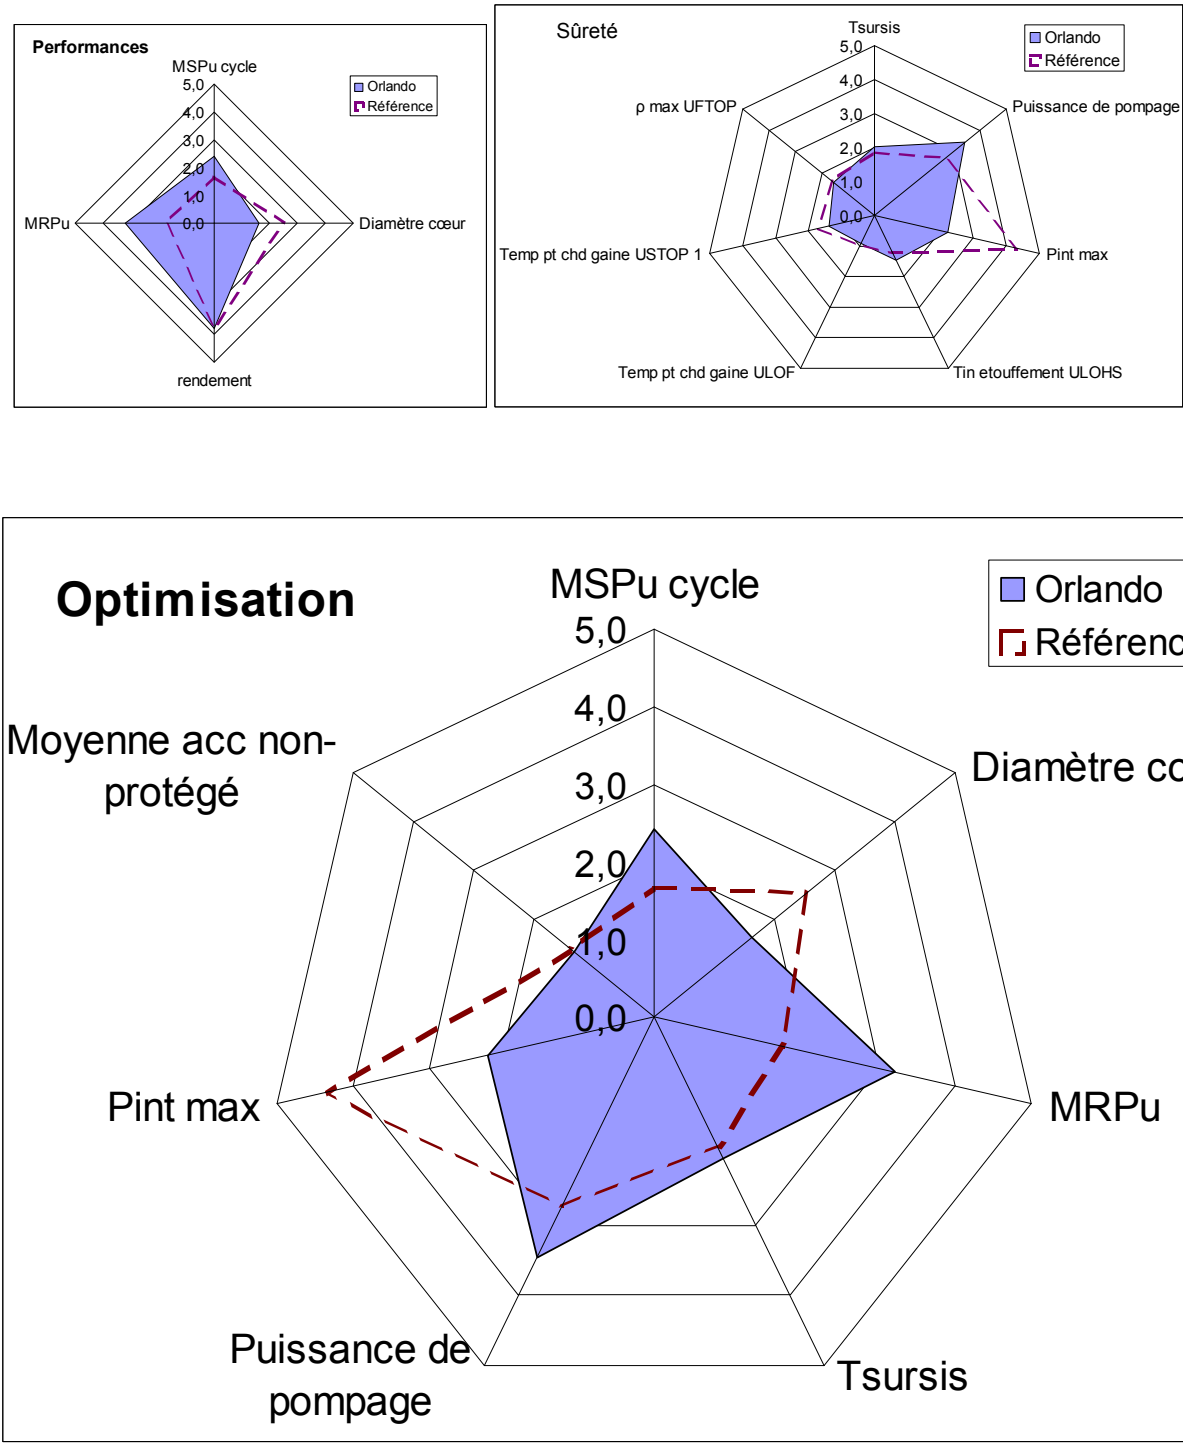 Performances
MSPu cycle
Orlando
Référence
5,0
4,0
3,0
2,0
1,0
0,0
MRPu
Diamètre cœur
rendement
Sûreté
Tsursis
Orlando
Référence
5,0
4,0
3,0
2,0
1,0
0,0
ρ max UFTOP
Puissance de pompage
Temp pt chd gaine USTOP 1
Pint max
Temp pt chd gaine ULOF
Tin etouffement ULOHS
Optimisation
MSPu cycle
Orlando
Référenc
5,0
4,0
3,0
2,0
1,0
0,0
Moyenne acc non-
protégé
Diamètre co
Pint max
MRPu
Puissance de
pompage
Tsursis